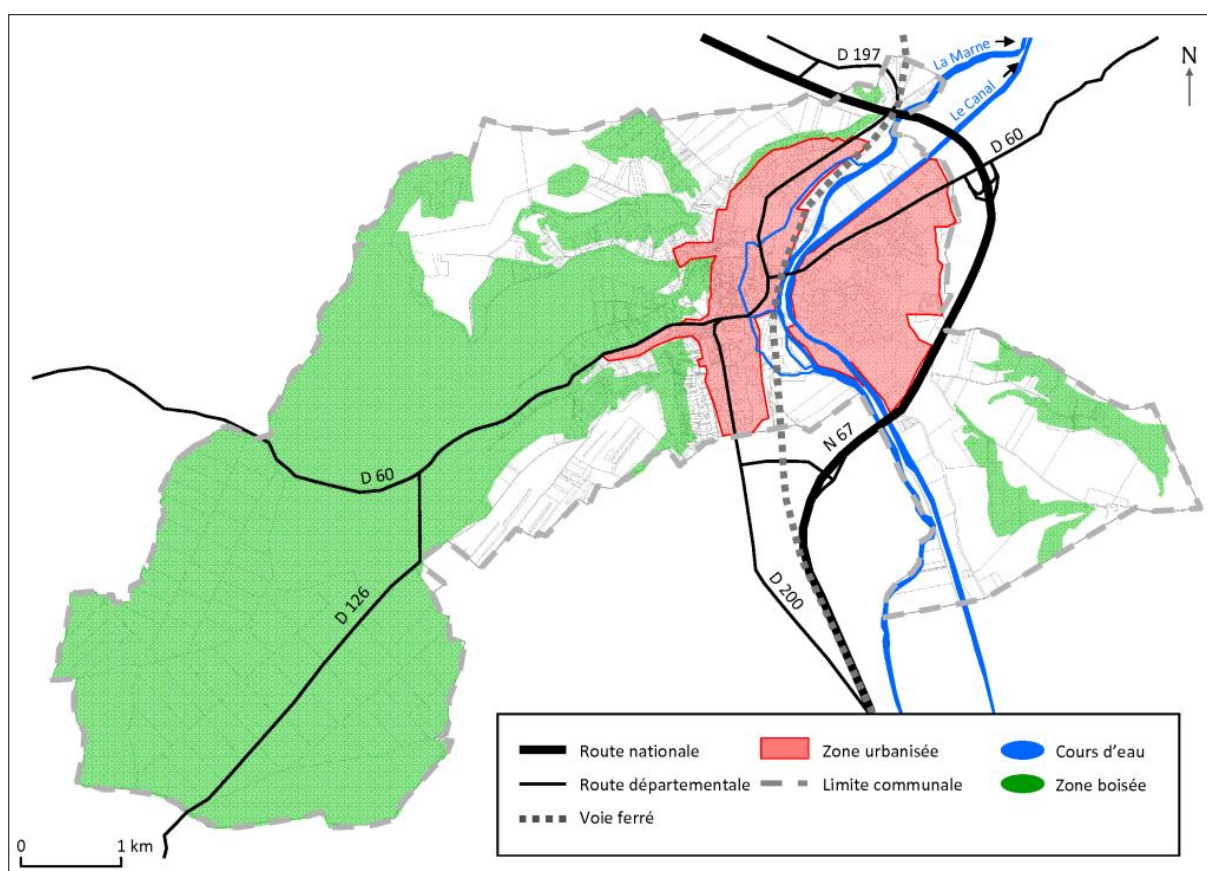 D 197
La Marne
Le Canal
N
D 60
D 60
N 67
D 126
D 200
Route nationale
Zone urbanisée
Cours d'eau
Route départementale
Limite communale
Zone boisée
Voie ferré
0 1 km